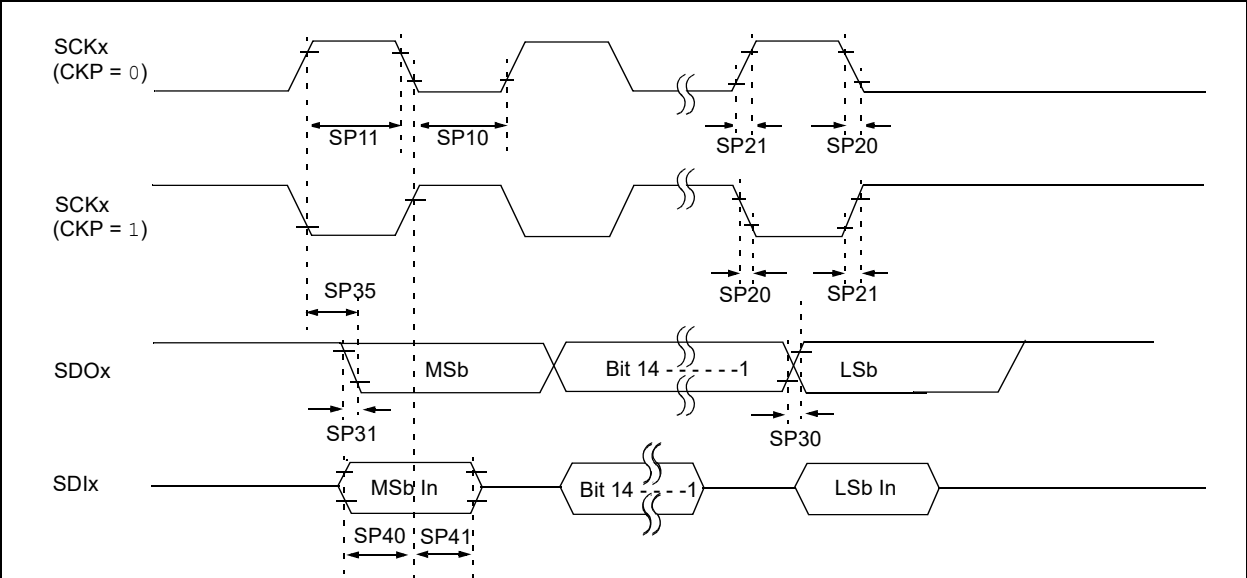 SCKx
(CKP = 0)
SP11
SP10
SP21
SP20
SCKx
(CKP = 1)
SP35
SP20
SP21
SDOx
MSb
Bit 14 - - - - - -1
LSb
SP31
SP30
SDIx
MSb In
Bit 14 - - - -1
LSb In
SP40
SP41